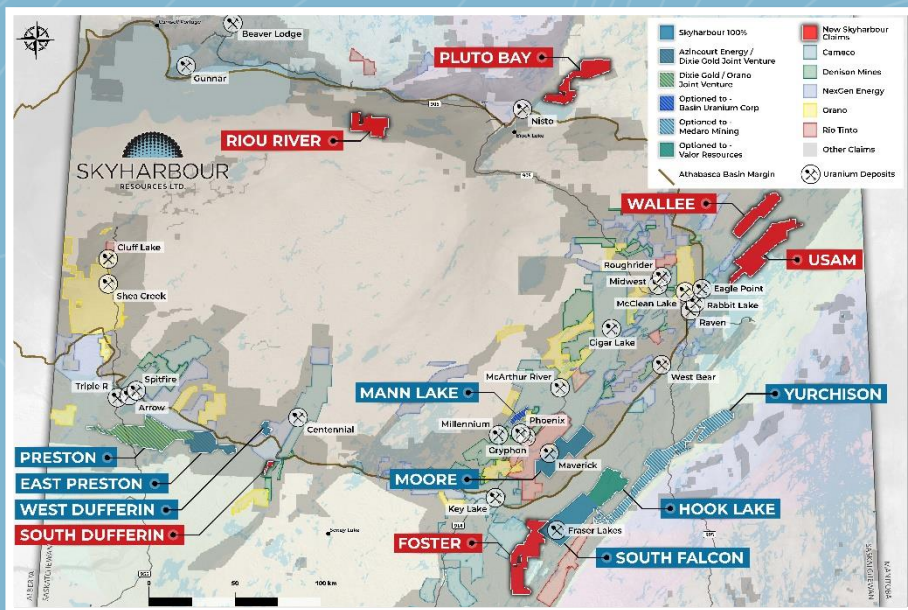 Beaver Lodge
Gunnar
PLUTO BAY
Nisto
RIOU RIVER
SKYHARBOUR
RESOURCES LTD.
Skyharbour 100%
Azincourt Energy /
Dixie Gold Joint Venture
Dixie Gold / Orano
Joint Venture
Optioned to -
Basin Uranium Corp
Optioned to -
Medaro Mining
Optioned to -
Valor Resources
Athabasca Basin Margin
New Skyharbour
Claims
Cameco
Denison Mines
NexGen Energy
Orano
Rio Tinto
Other Claims
Uranium Deposits
WALLEE
USAM
Cluff Lake
Shea Creek
Roughrider
Midwest
McClean Lake
Eagle Point
Rabbit Lake
Raven
Cigar Lake
West Bear
McArthur River
Triple R
Spitfire
Arrow
Centennial
MANN LAKE
Millennium
Phoenix
Gryphon
Maverick
YURCHISON
PRESTON
EAST PRESTON
WEST DUFFERIN
SOUTH DUFFERIN
MOORE
Key Lake
HOOK LAKE
FOSTER
Fraser Lakes
SOUTH FALCON
ALBERTA
SASKATCHEWAN
SASKATCHEWAN
MANITOBA
0
50
100 km